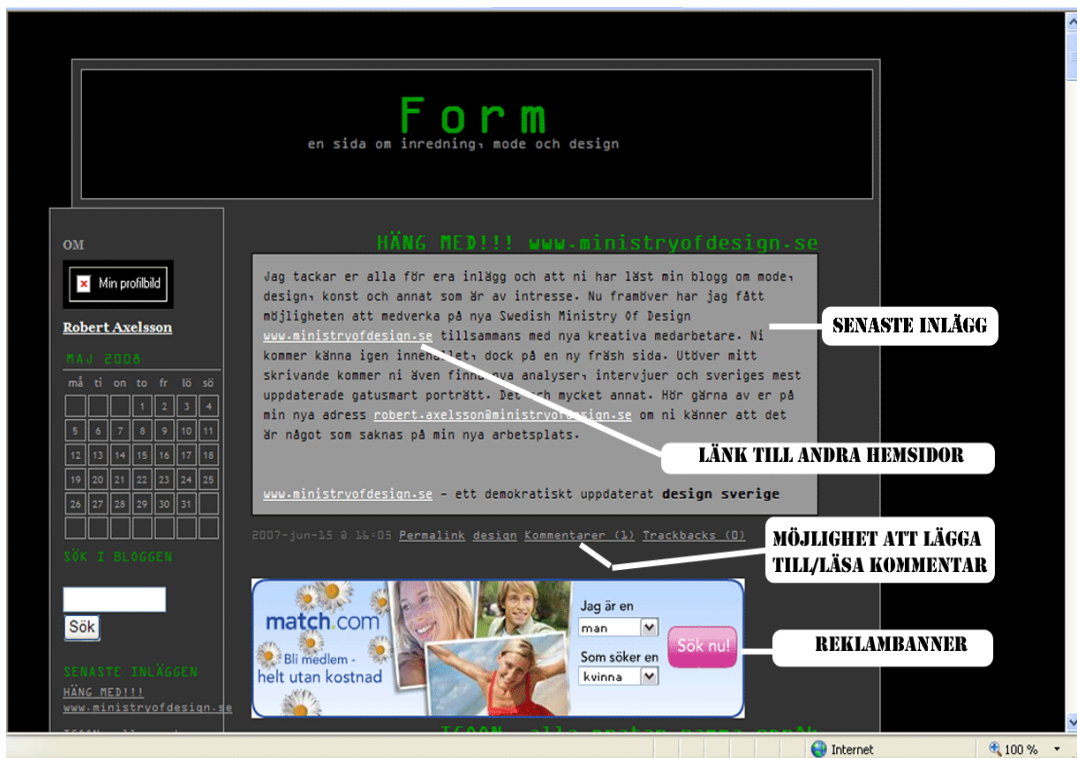 Form
en sida om inredning, mode och design
OM
Min profilbild
Robert Axelsson
MAJ 2008
må ti on to fr lö sö
1 2 3 4
5 6 7 8 9 10 11
12 13 14 15 16 17 18
19 20 21 22 23 24 25
26 27 28 29 30 31
SÖK I BLOGGEN
Sök
SENASTE INLÄGGEN
HÄNG MED!!!
www.ministryofdesign.se
HÄNG MED!!! www.ministryofdesign.se
Jag tackar er alla för era inlägg och att ni har läst min blogg om mode,
design, konst och annat som är av intresse. Nu framöver har jag fått
möjligheten att medverka på nya Swedish Ministry Of Design
www.ministryofdesign.se tillsammans med nya kreativa medarbetare. Ni
kommer känna igen innehållet, dock på en ny fräsh sida. Utöver mitt
skrivande kommer ni även finna nya analyser, intervjuer och sveriges mest
uppdaterade gatusmart porträtt. Det och mycket annat. Hör gärna av er på
min nya adress robert.axelsson@ministryofdesign.se om ni känner att det
är något som saknas på min nya arbetsplats.
www.ministryofdesign.se - ett demokratiskt uppdaterat design sverige
2007-jun-15 @ 16:05 Permalink design Kommentarer (1) Trackbacks (0)
match.com
Bli medlem -
helt utan kostnad
Jag är en
man
Som söker en
kvinna
Sök nu!
SENASTE INLÄGG
LÄNK TILL ANDRA HEMSIDOR
MÖJLIGHET ATT LÄGGA
TILL/LÄSA KOMMENTAR
REKLAMBANNER
Internet
100 %